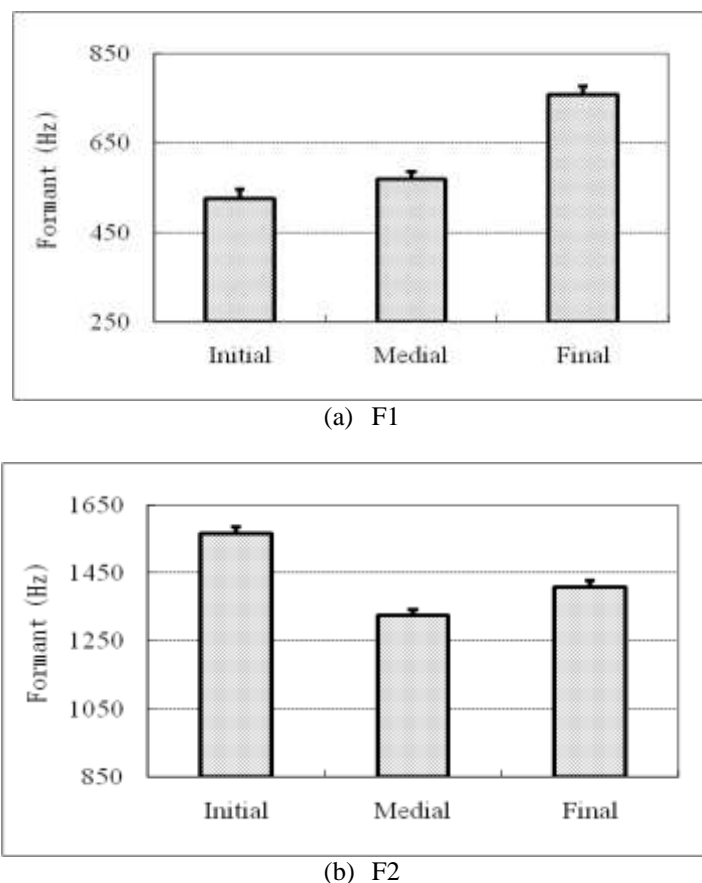 850
650
450
250
Formant (Hz)
Initial Medial Final
(a) F1
1650
1450
1250
1050
850
Formant (Hz)
Initial Medial Final
(b) F2